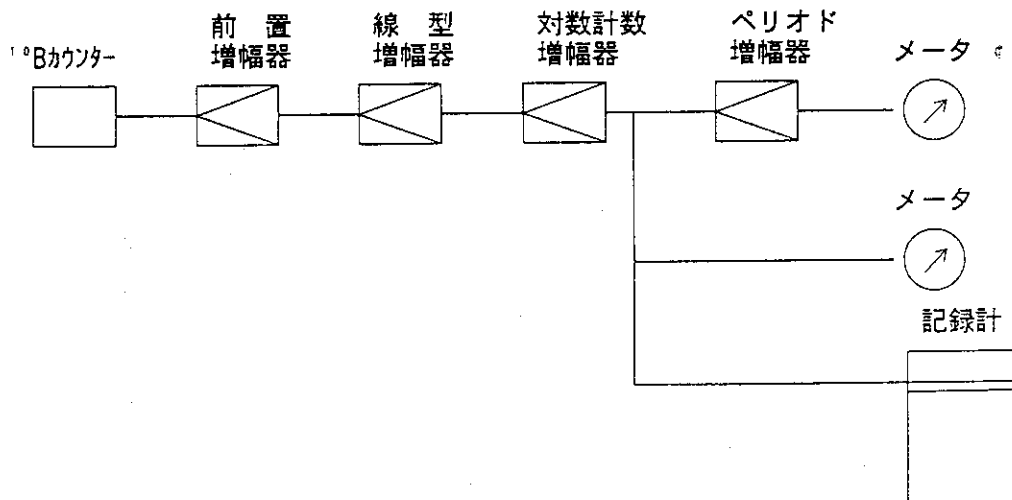 ¹⁰Bカウンター
前 置
増幅器
線 型
増幅器
対数計数
増幅器
ペリオド
増幅器
メータ
メータ
記録計